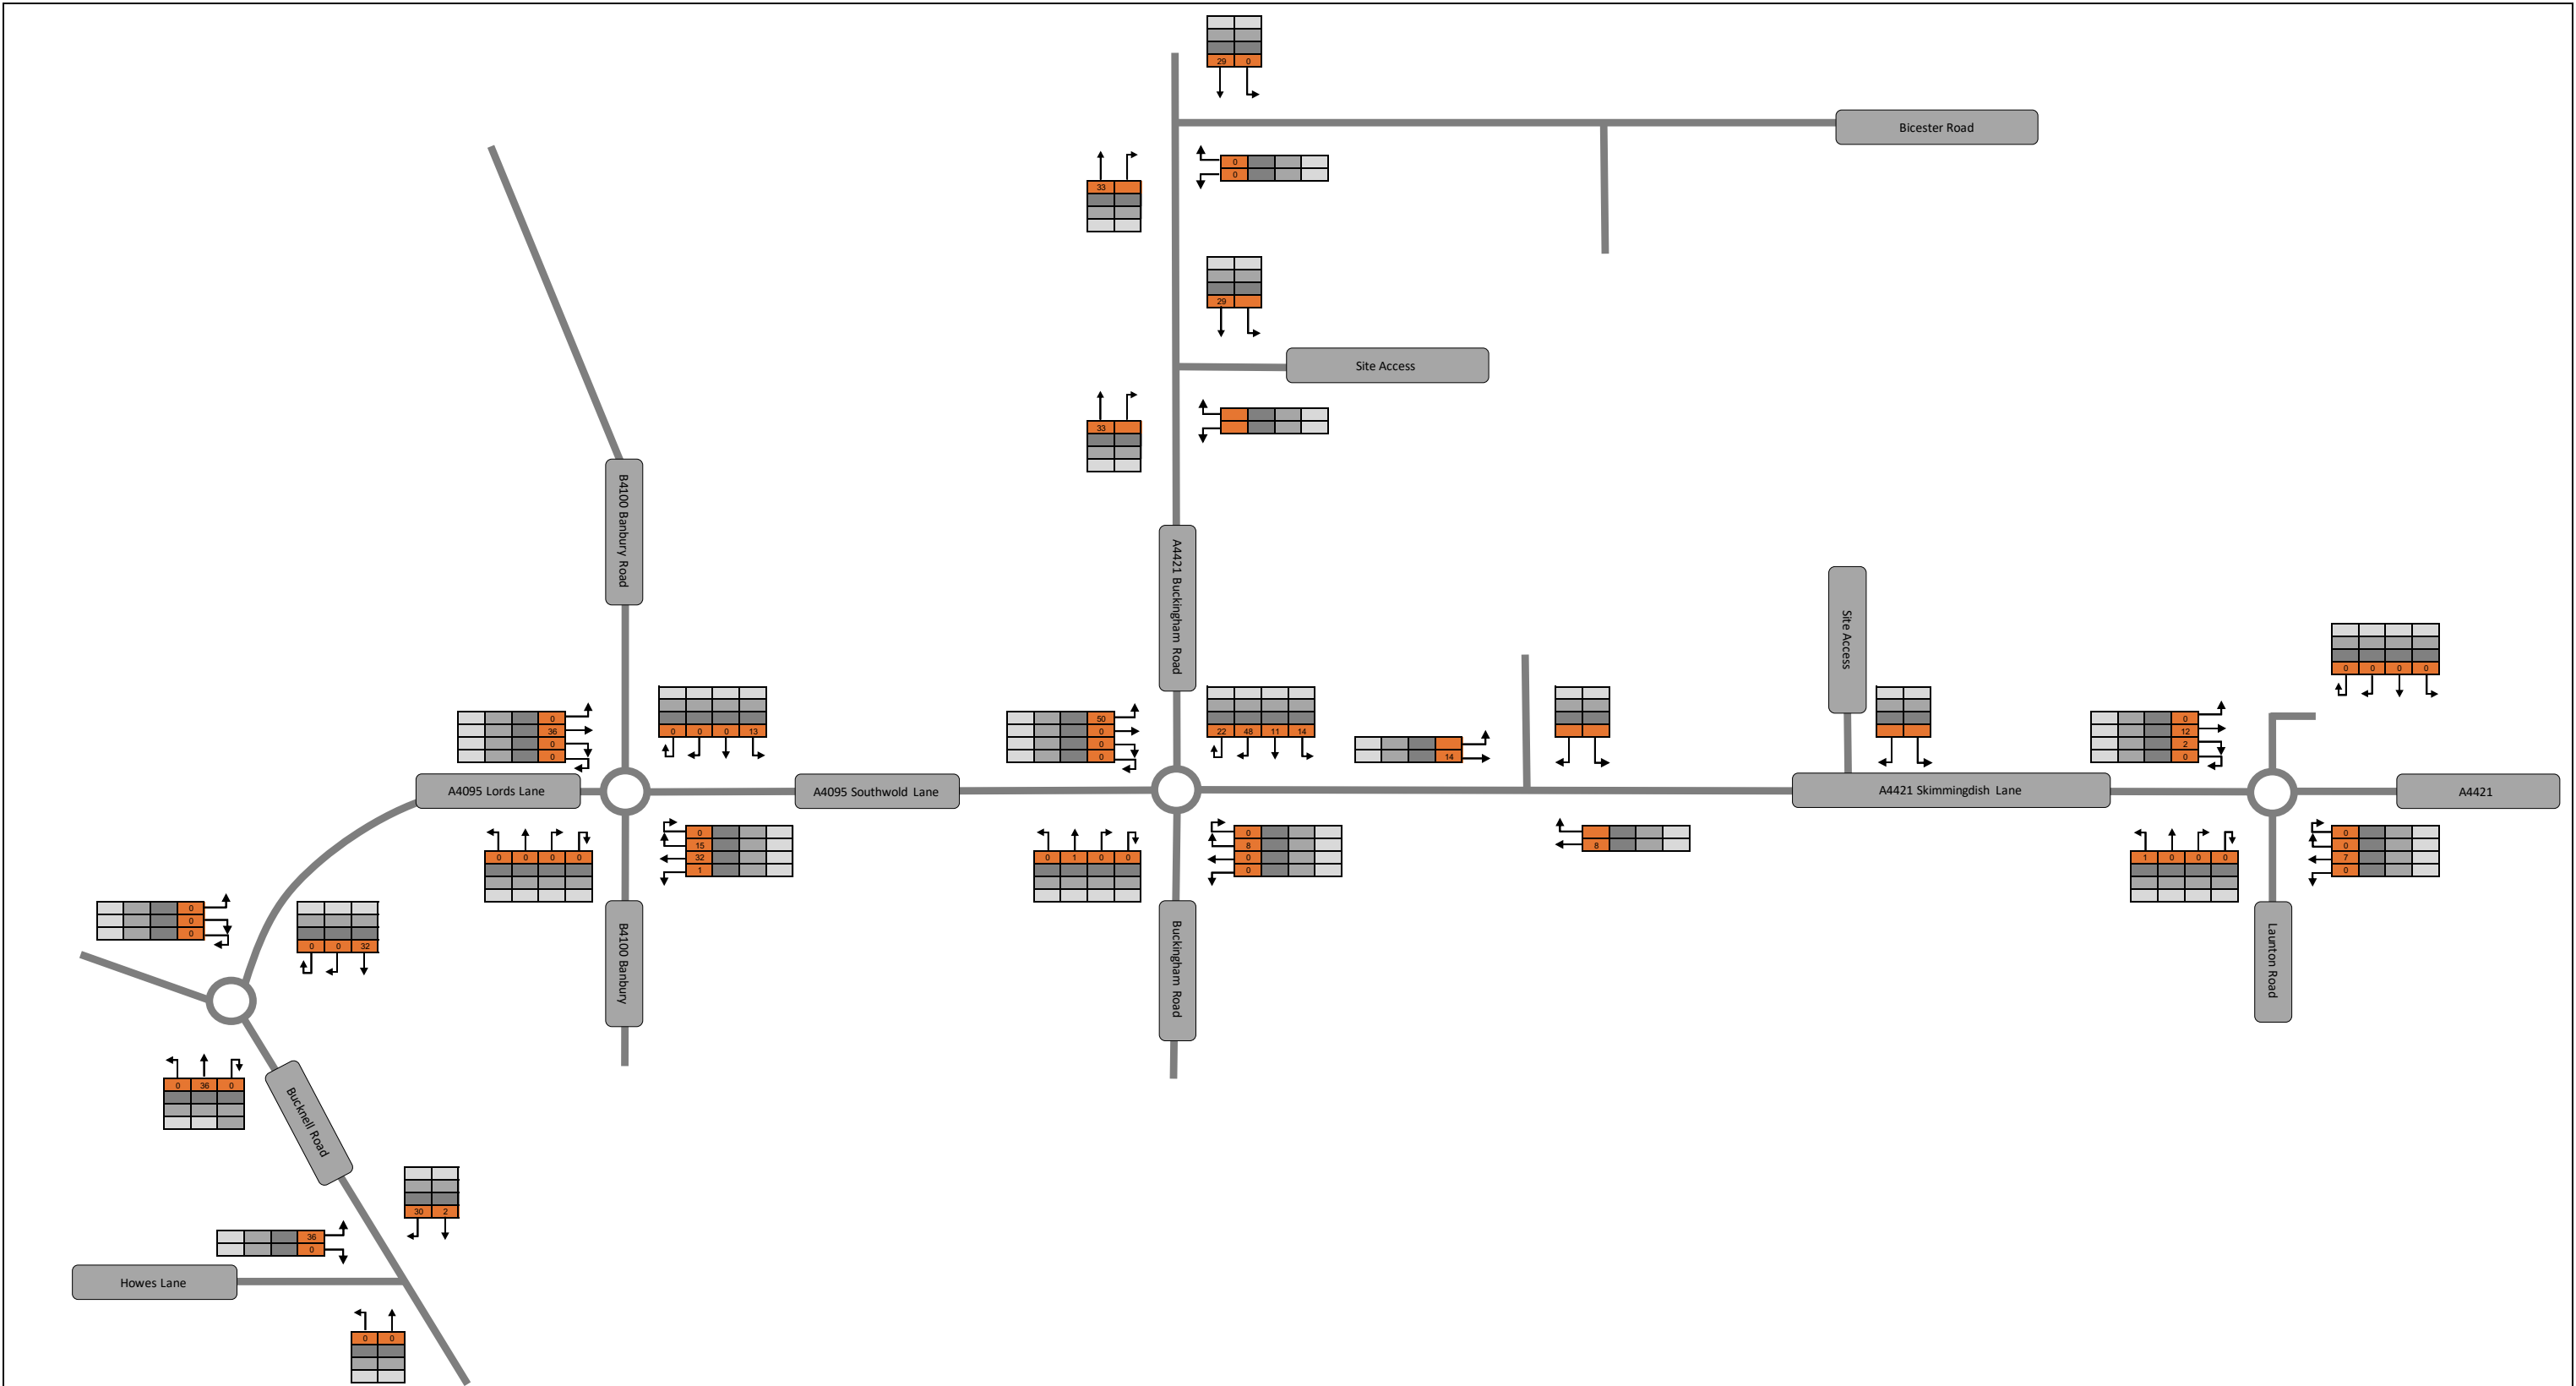 29 0
Bicester Road
0
0
33
29
Site Access
33
B4100 Banbury Road
A4421 Buckingham Road
Site Access
0 0 0 0
0
36
0
0
0 0 0 13
50
0
0
0
22 48 11 14
14
0
12
2
0
A4095 Lords Lane
A4095 Southwold Lane
A4421 Skimmingdish Lane
A4421
0 0 0 0
0
15
32
1
0 1 0 0
0
8
0
0
8
1 0 0 0
0
0
7
0
0
0
0
0 0 32
B4100 Banbury
Buckingham Road
Launton Road
0 36 0
Bucknell Road
30 2
36
0
Howes Lane
0 0